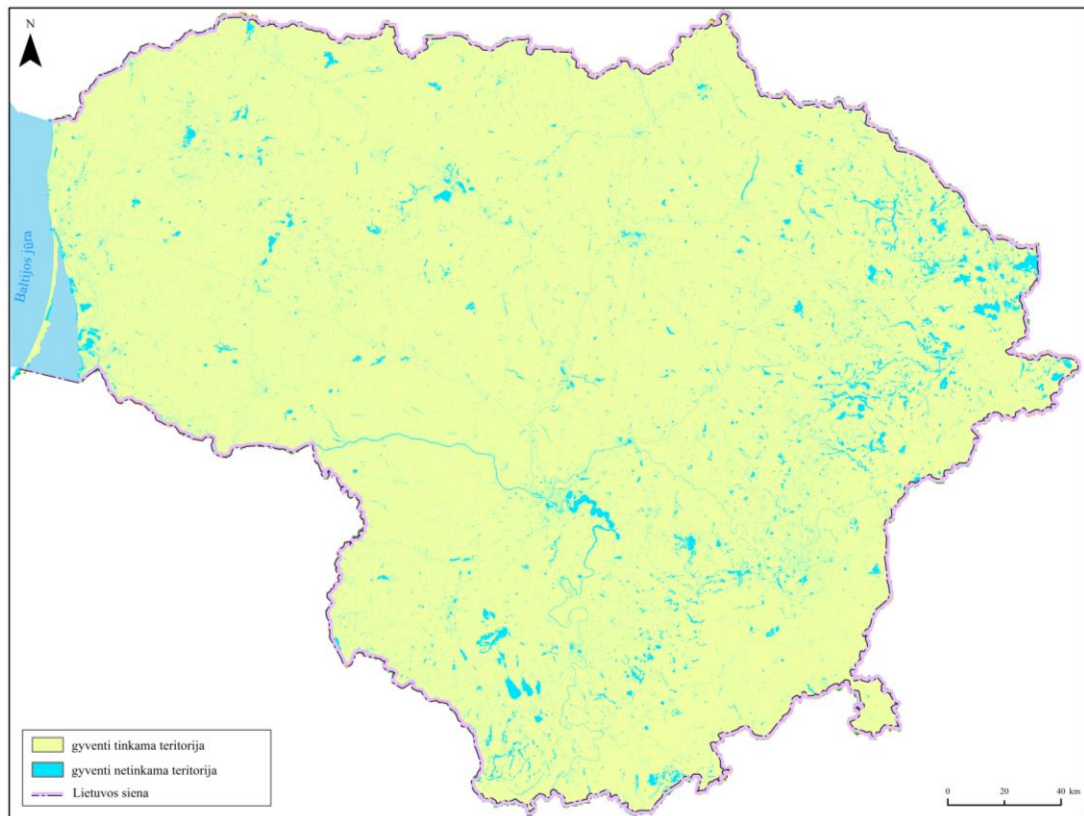 N
Baltijos jūra
gyventi tinkama teritorija
gyventi netinkama teritorija
Lietuvos siena
0 20 40 km